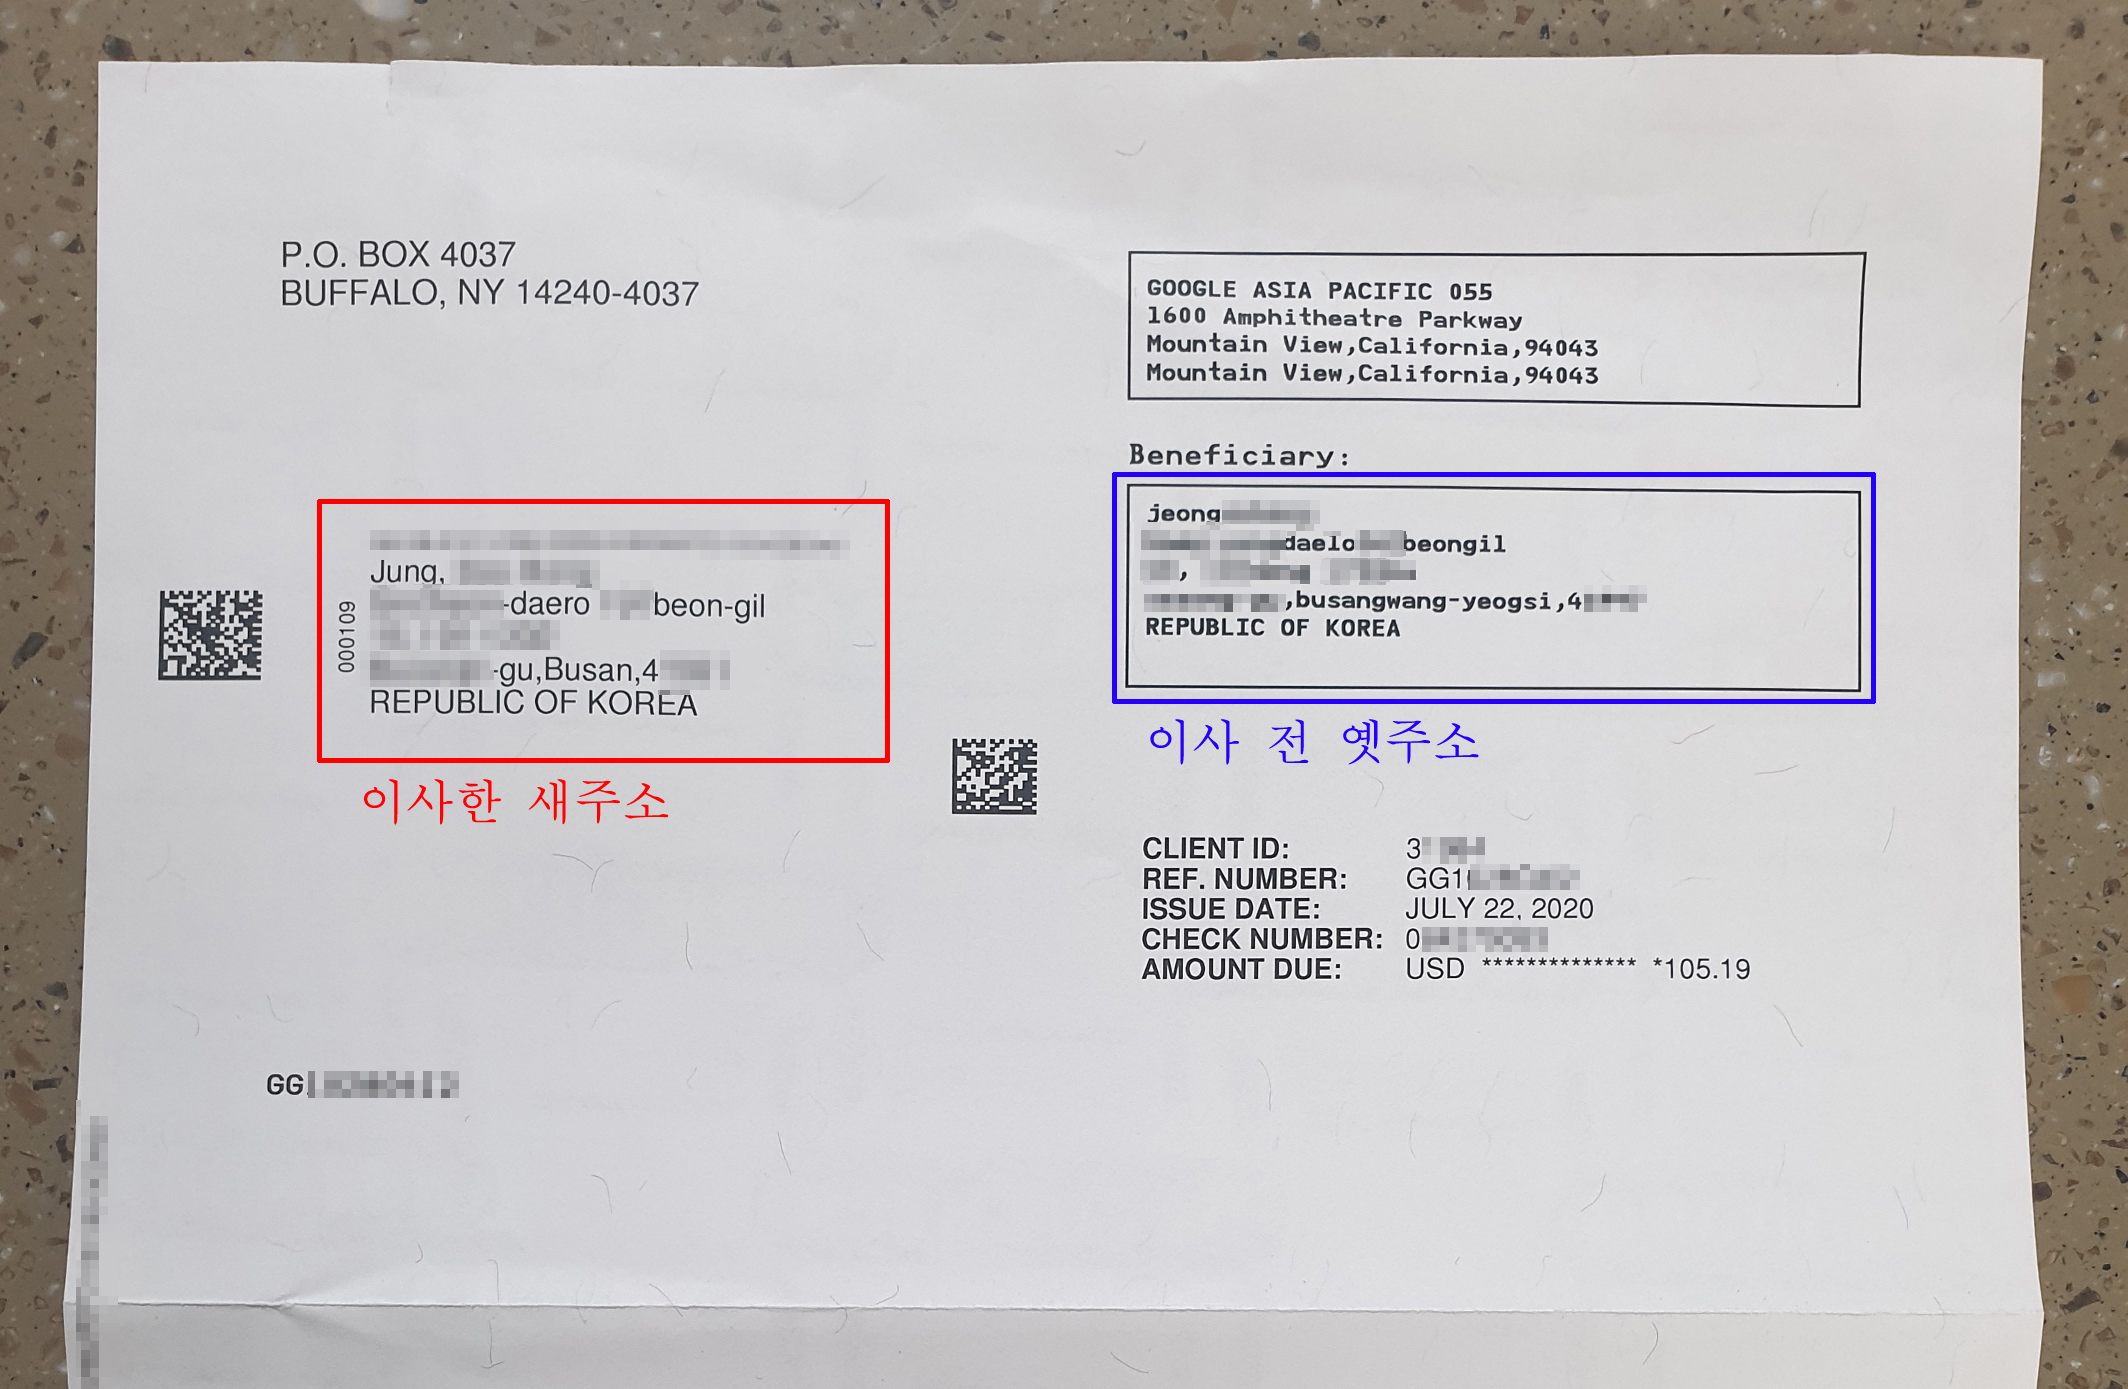 P.O. BOX 4037
BUFFALO, NY 14240-4037
GOOGLE ASIA PACIFIC 055
1600 Amphitheatre Parkway
Mountain View,California,94043
Mountain View,California,94043
Beneficiary:
jeong
daelo beongil
,
,busangwang-yeogsi,4
REPUBLIC OF KOREA
이사 전 옛주소
000109
Jung,
-daero beon-gil
-gu,Busan,4
REPUBLIC OF KOREA
이사한 새주소
CLIENT ID: 3
REF. NUMBER: GG1
ISSUE DATE: JULY 22, 2020
CHECK NUMBER: 0
AMOUNT DUE: USD ************** *105.19
GG